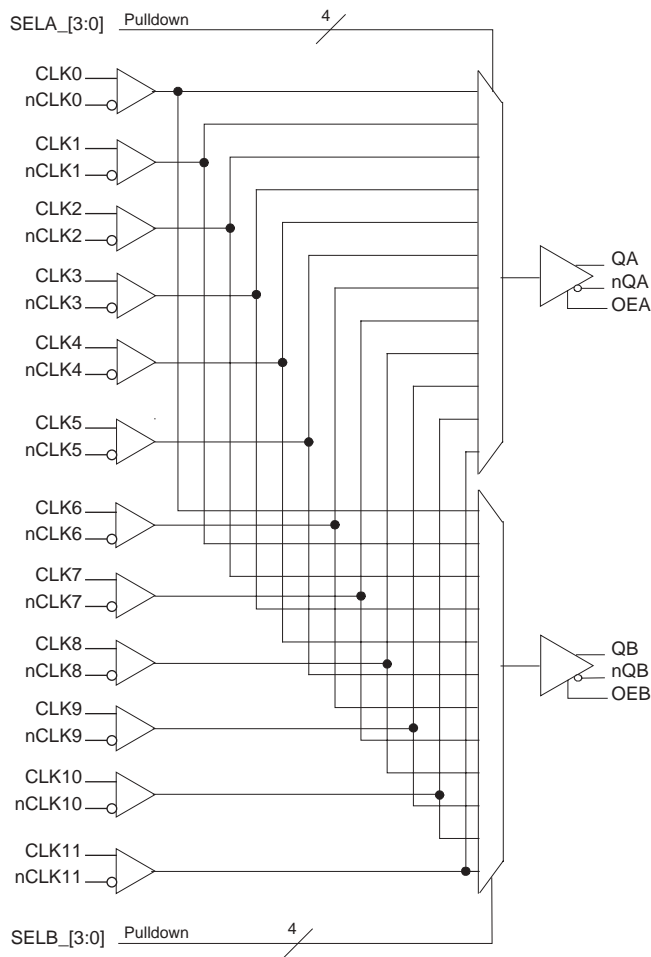 SELA_[3:0] Pulldown 4
CLK0
nCLK0
CLK1
nCLK1
CLK2
nCLK2
CLK3
nCLK3
CLK4
nCLK4
CLK5
nCLK5
CLK6
nCLK6
CLK7
nCLK7
CLK8
nCLK8
CLK9
nCLK9
CLK10
nCLK10
CLK11
nCLK11
QA
nQA
OEA
QB
nQB
OEB
SELB_[3:0] Pulldown 4